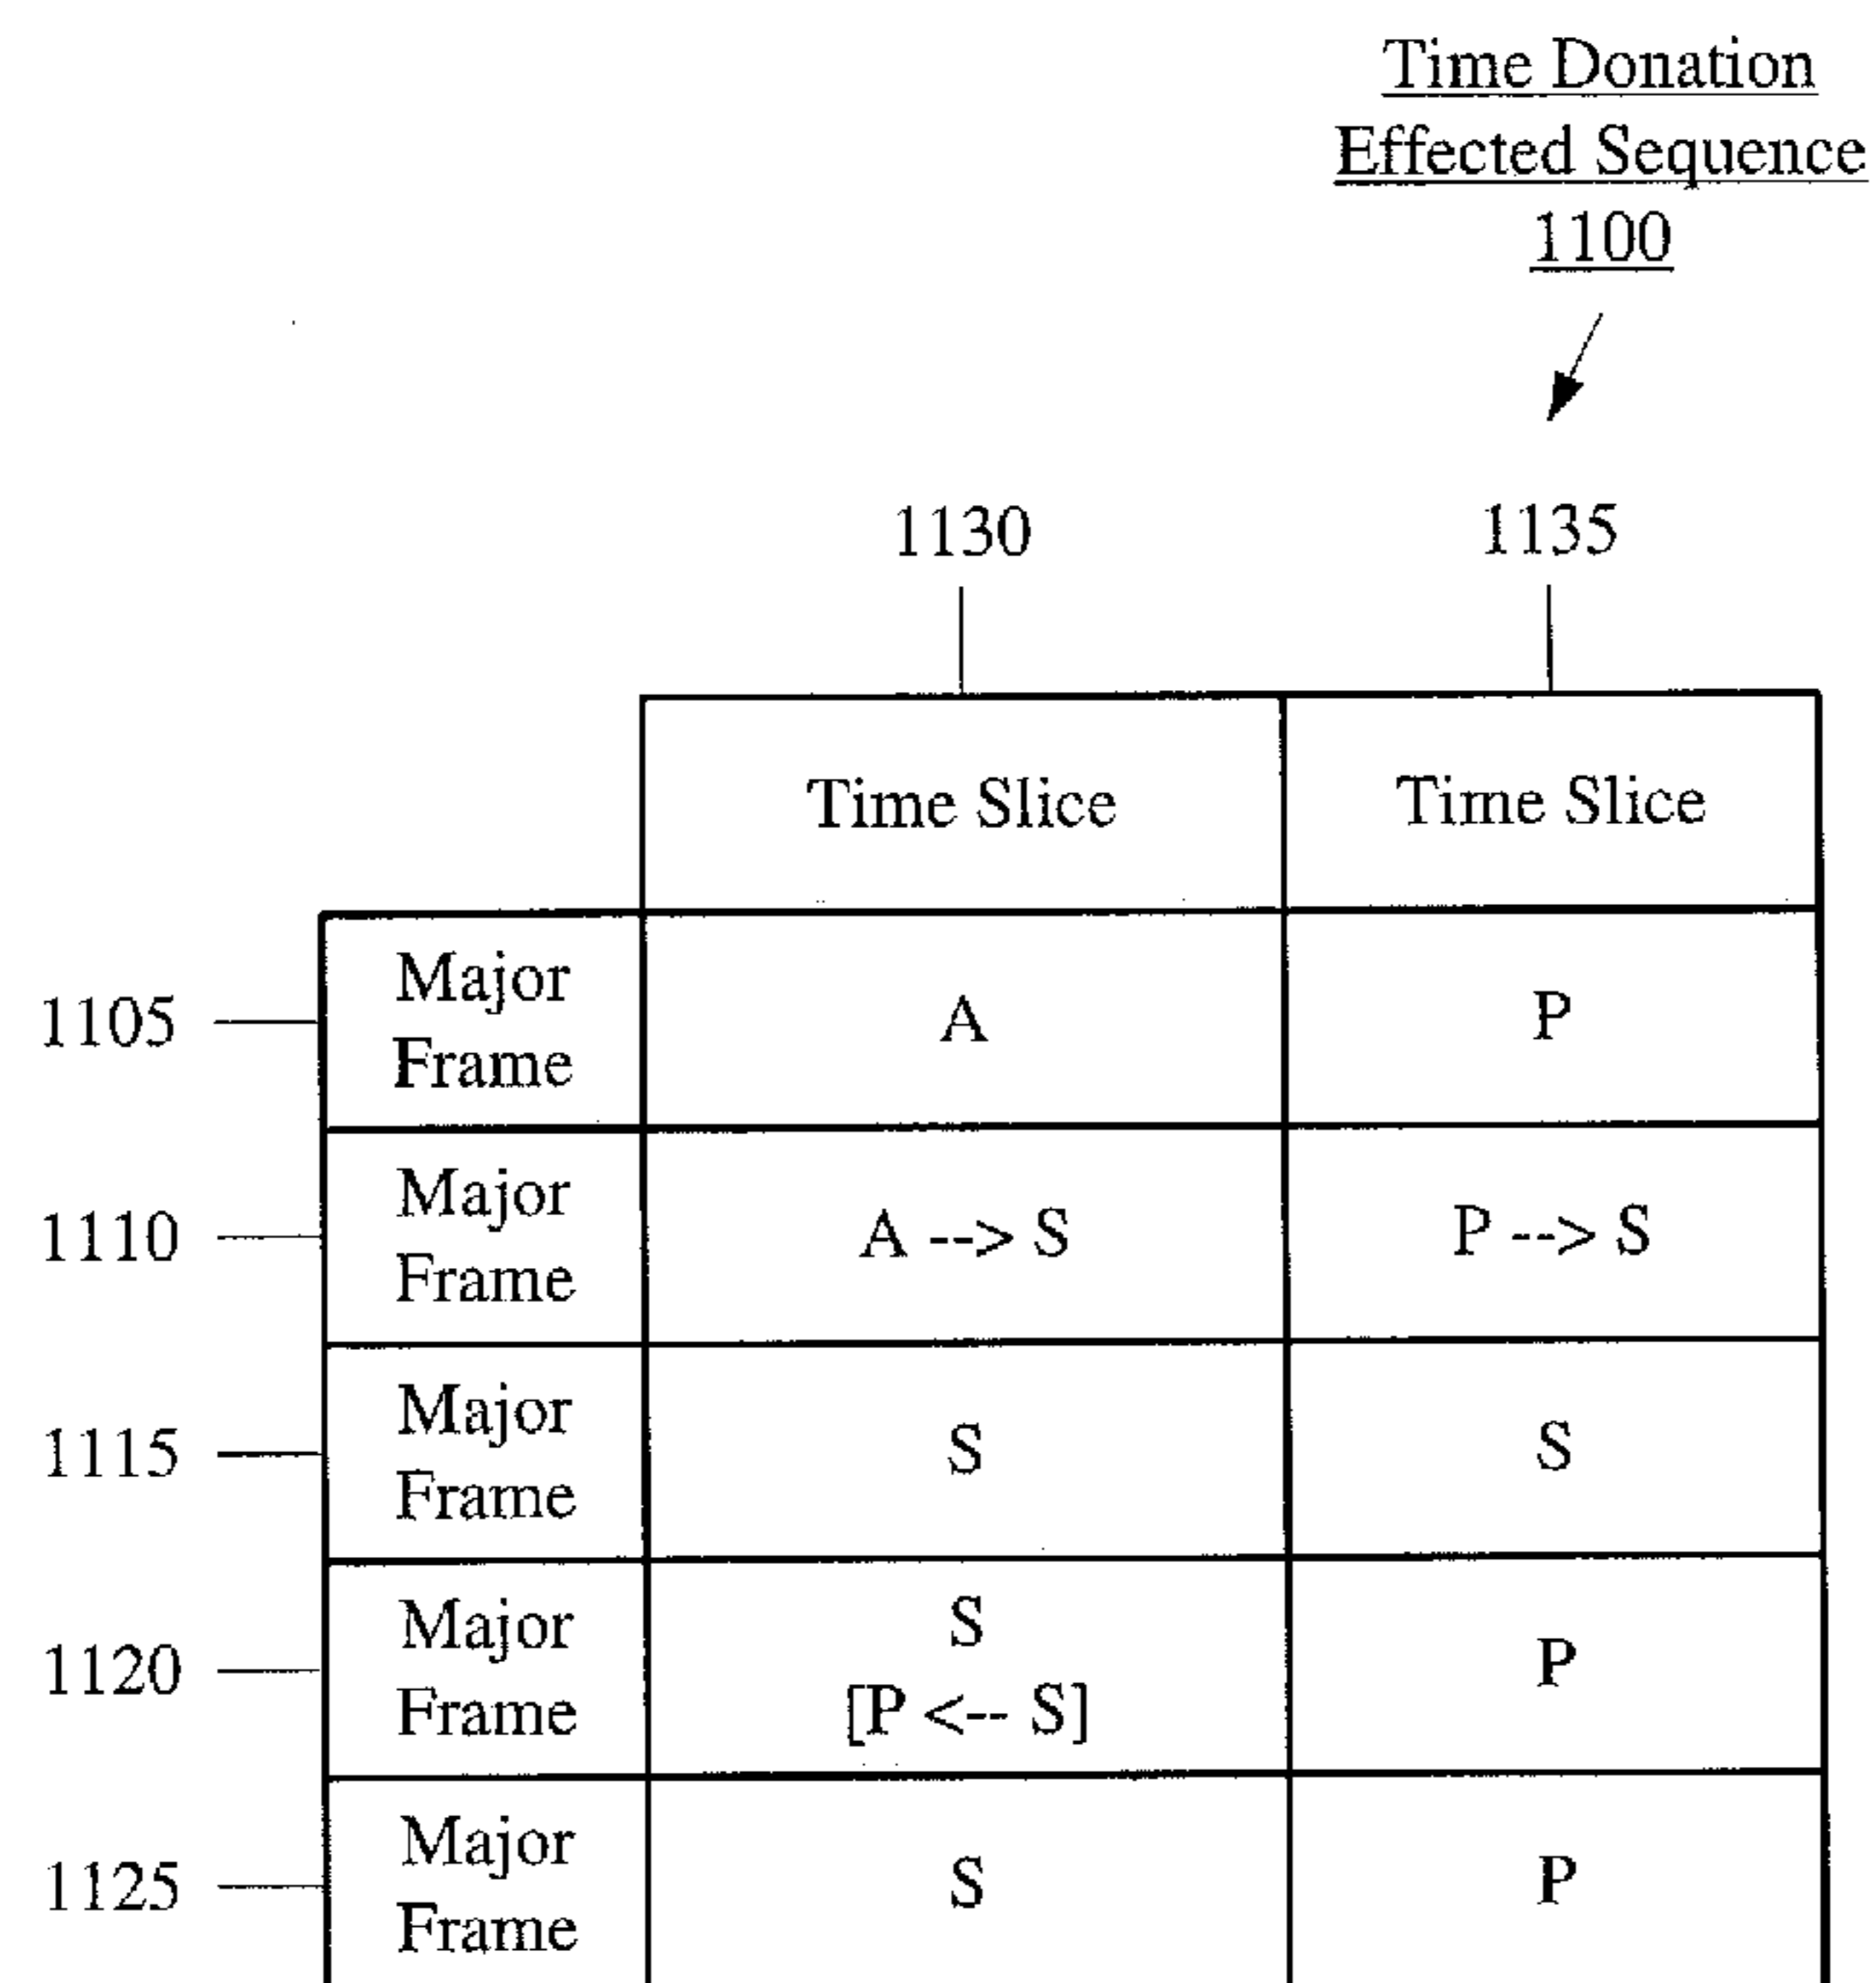 Time Donation
Effected Sequence
1100
1130 1135
Time Slice Time Slice
1105 Major Frame A P
1110 Major Frame A --> S P --> S
1115 Major Frame S S
1120 Major Frame S [P <-- S] P
1125 Major Frame S P